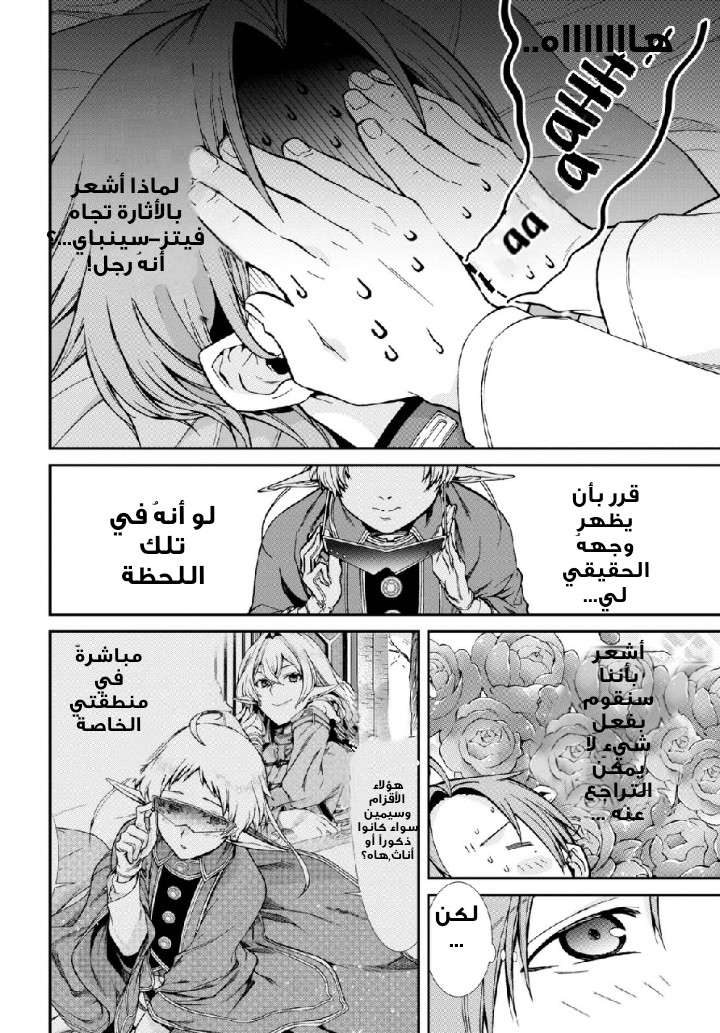 هااااااه..
AAHHH
aa
لماذا أشعر
بالأثارة تجاه
فيتز-سينباي...؟
أنهُ رجل!
قرر بأن
يظهر
وجههُ
الحقيقي
لي...
لو أنهُ في
تلك
اللحظة
أشعر
بأننا
سنقوم
بفعل
شيء لا
يمكن
التراجع
عنه ...
مباشرةً
في
منطقتي
الخاصة
هؤلاء
الأقزام
وسيمين
سواء كانوا
ذكوراً أو
أناث,هاه؟
لكن
...